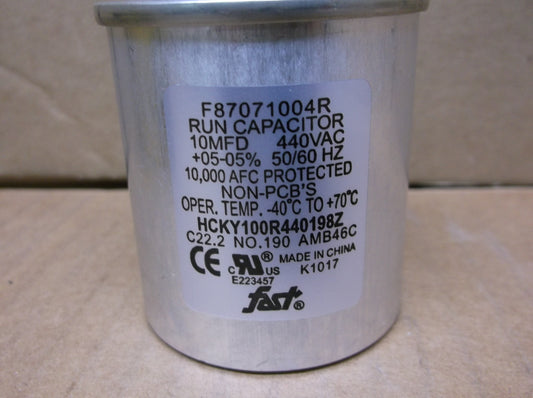 F87071004R
RUN CAPACITOR
10MFD 440VAC
+05-05% 50/60 HZ
10,000 AFC PROTECTED
NON-PCB'S
OPER. TEMP. -40°C TO +70°C
HCKY100R440198Z
C22.2 NO.190 AMB46C
CE C RU® US MADE IN CHINA
E223457 K1017
fast®